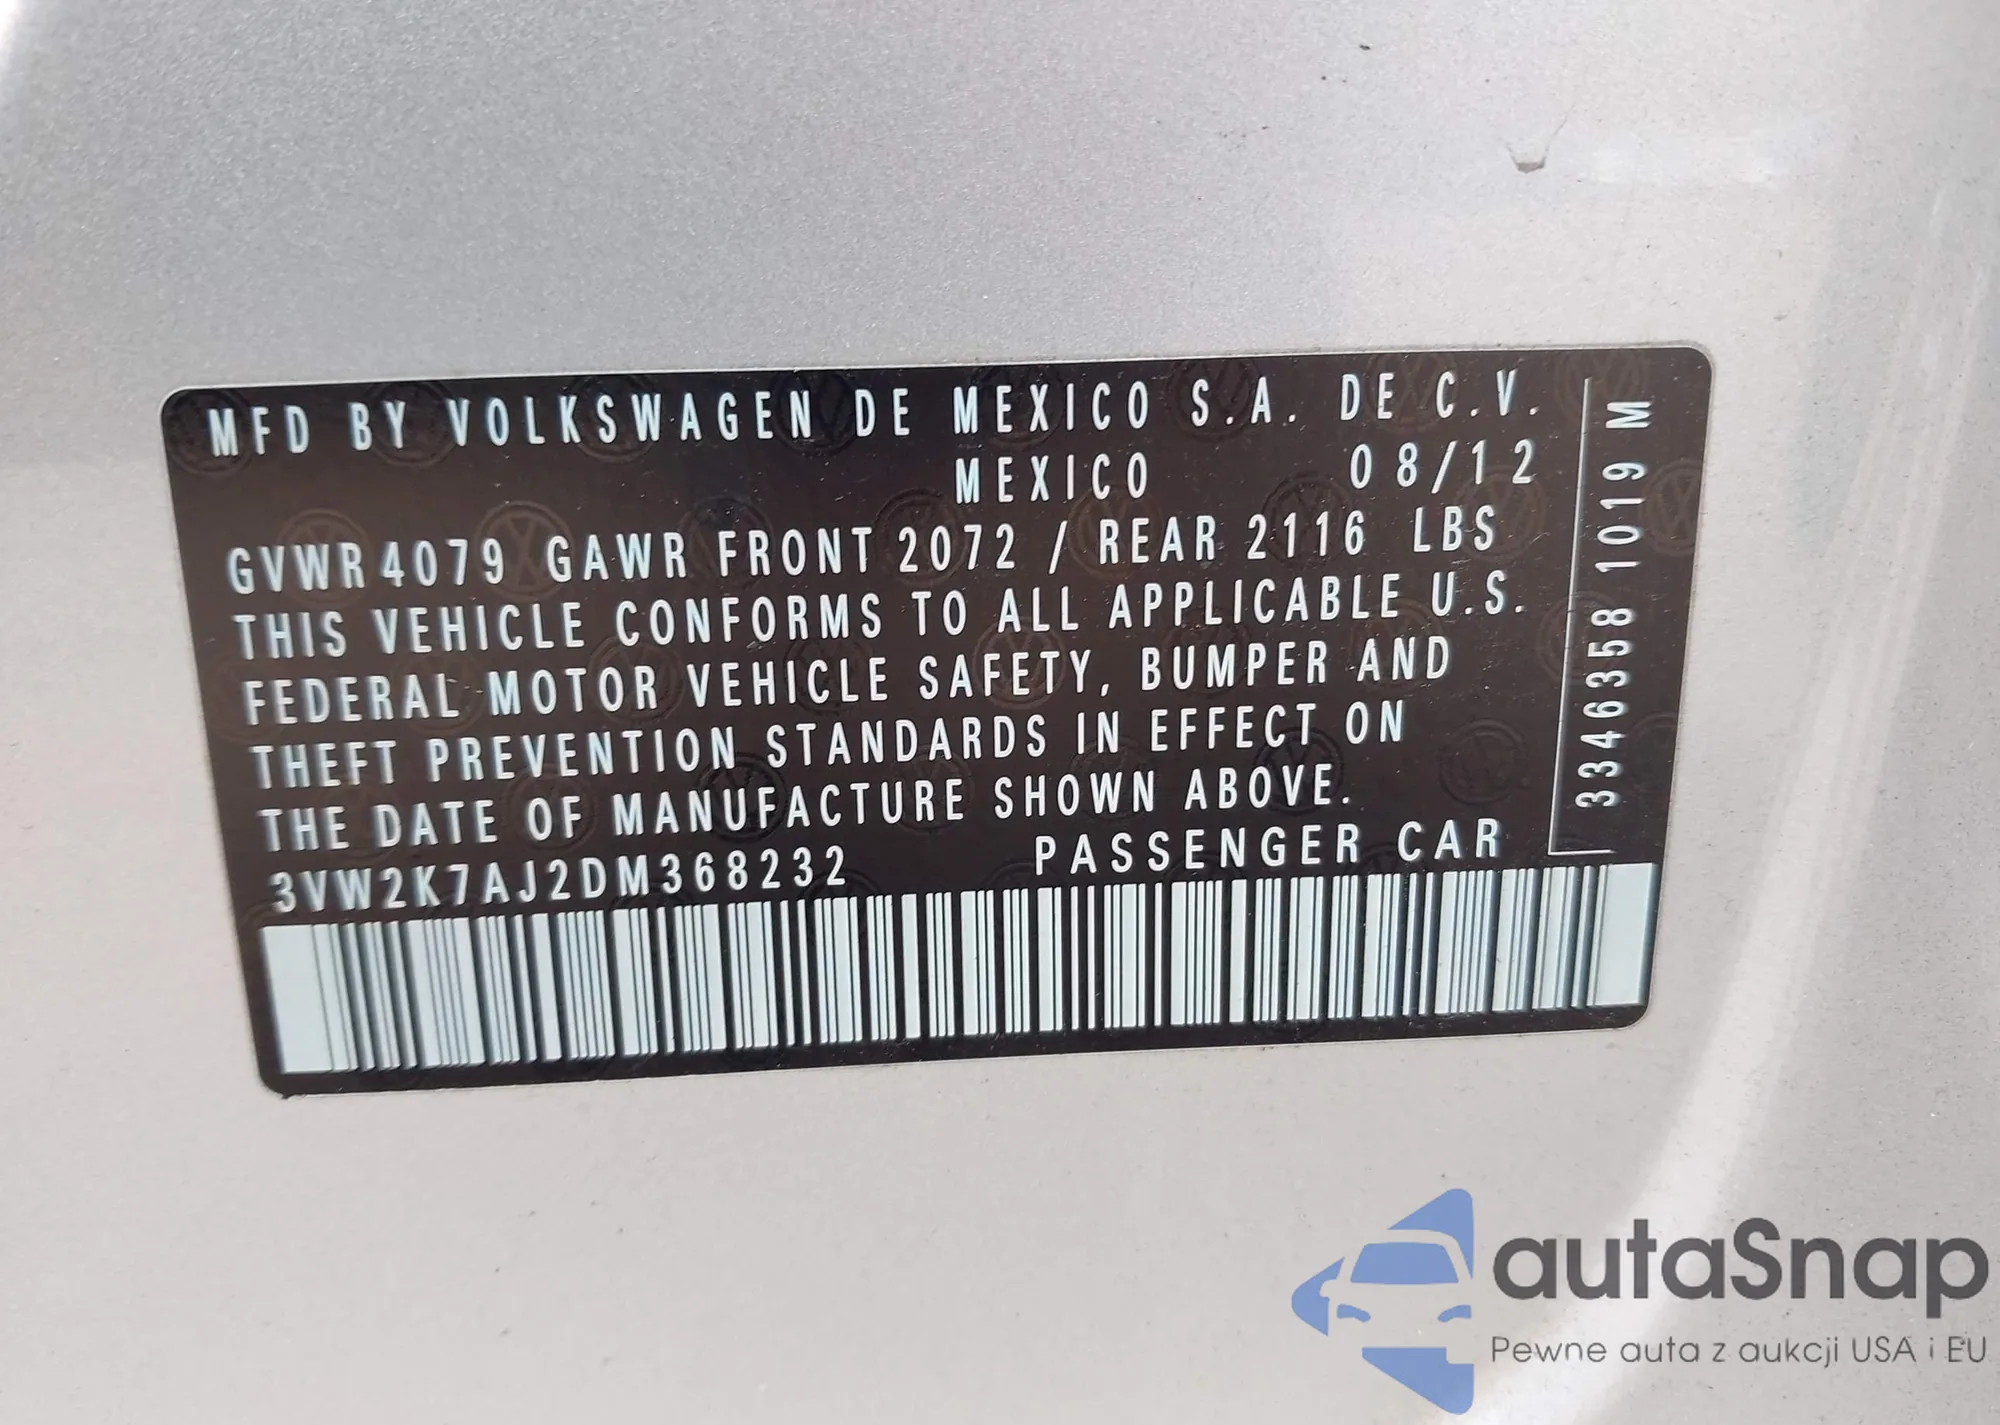 MFD BY VOLKSWAGEN DE MEXICO S.A. DE C.V.
MEXICO 08/12
GVWR 4079 GAWR FRONT 2072 / REAR 2116 LBS
THIS VEHICLE CONFORMS TO ALL APPLICABLE U.S.
FEDERAL MOTOR VEHICLE SAFETY, BUMPER AND
THEFT PREVENTION STANDARDS IN EFFECT ON
THE DATE OF MANUFACTURE SHOWN ABOVE.
3VW2K7AJ2DM368232 PASSENGER CAR
33463358 1019 M
autaSnap
Pewne auta z aukcji USA i EU